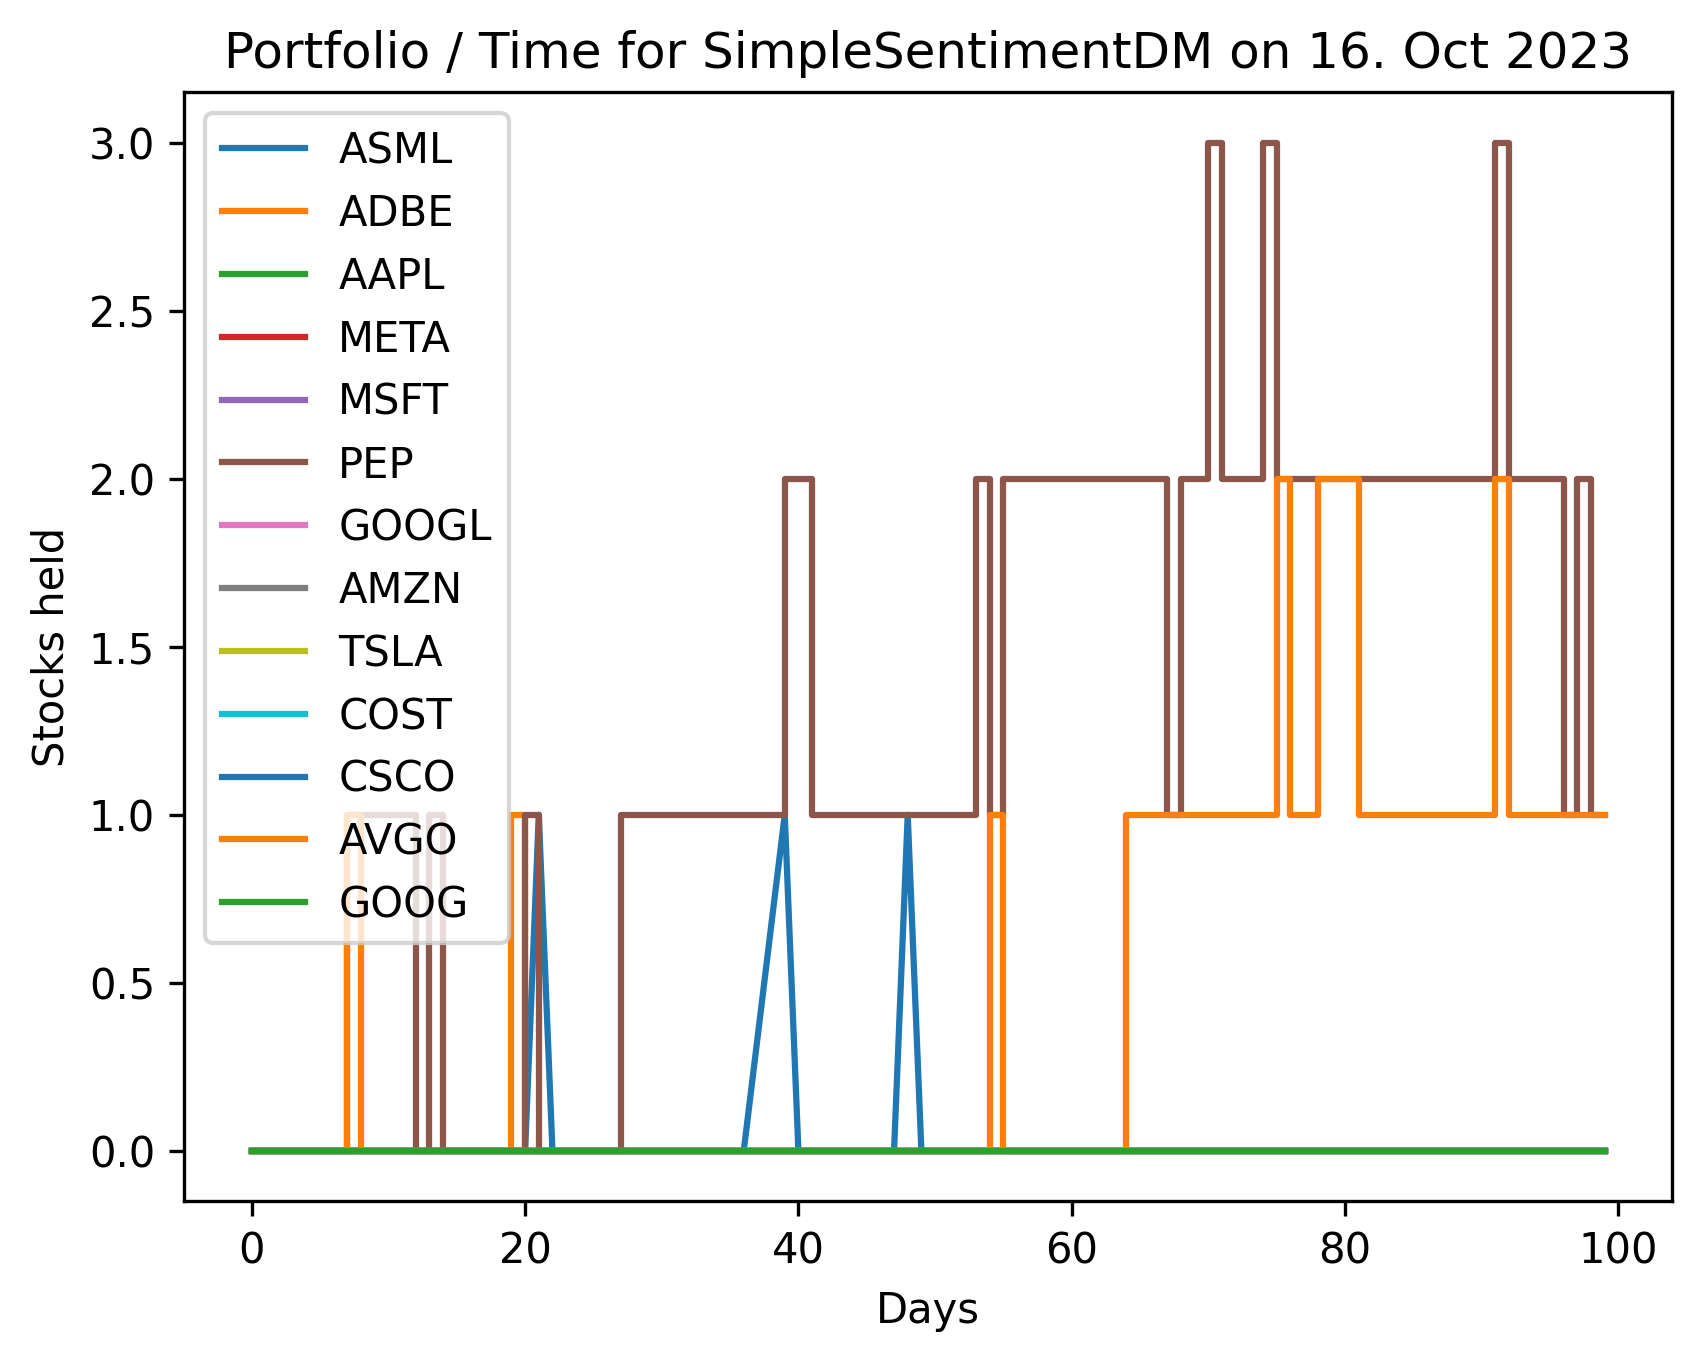 Portfolio / Time for SimpleSentimentDM on 16. Oct 2023
ASML
ADBE
AAPL
META
MSFT
PEP
GOOGL
AMZN
TSLA
COST
CSCO
AVGO
GOOG
Stocks held
3.0
2.5
2.0
1.5
1.0
0.5
0.0
0 20 40 60 80 100
Days